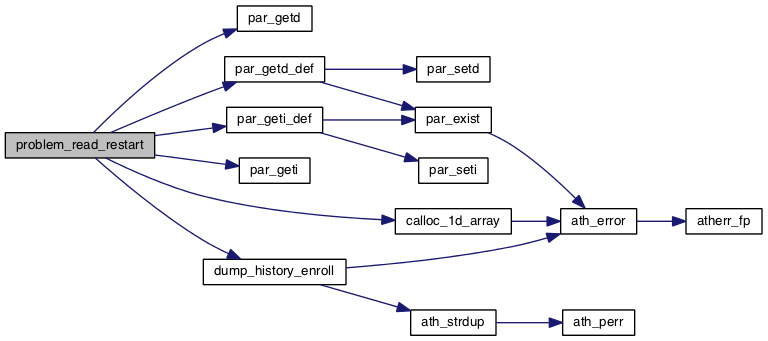 par_getd
par_getd_def
par_setd
par_geti_def
par_exist
problem_read_restart
par_geti
par_seti
calloc_1d_array
ath_error
atherr_fp
dump_history_enroll
ath_strdup
ath_perr